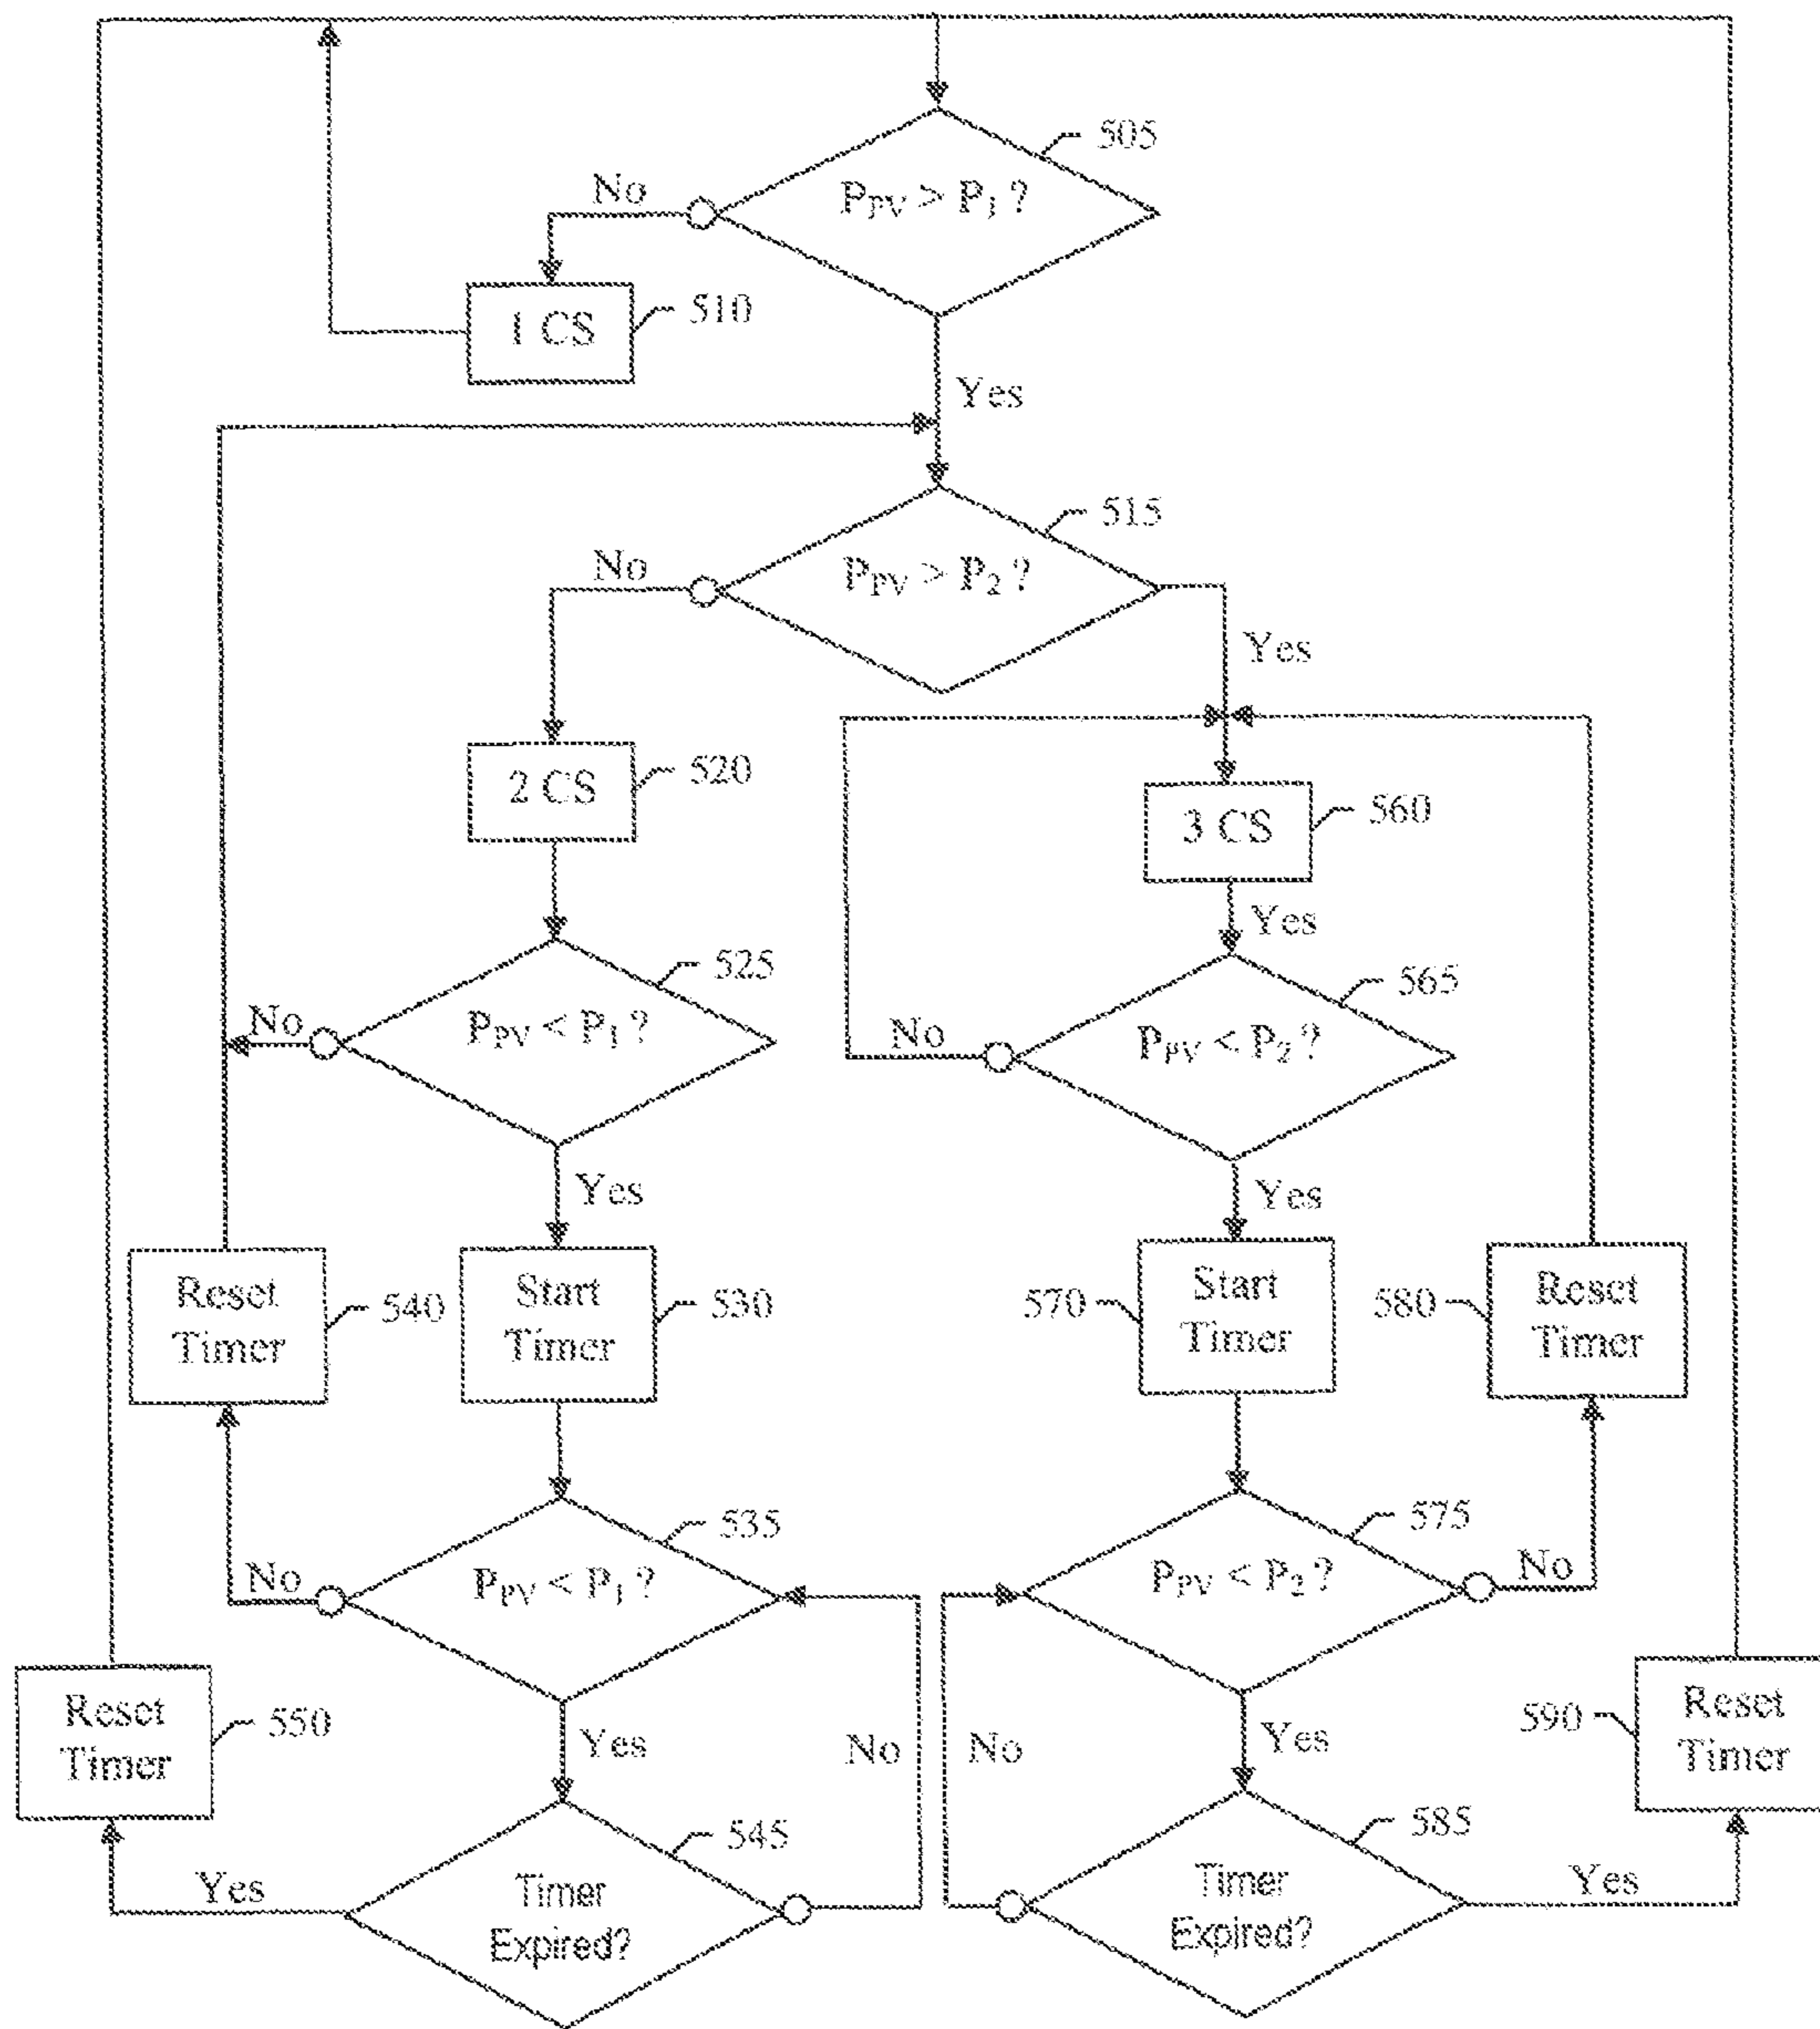 505
No
P_PV > P_1 ?
1 CS
510
Yes
515
No
P_PV > P_2 ?
Yes
2 CS
520
3 CS
560
Yes
525
565
No
P_PV < P_1 ?
No
P_PV < P_2 ?
Yes
Yes
Reset
Timer
540
Start
Timer
530
570
Start
Timer
580
Reset
Timer
535
575
No
P_PV < P_1 ?
P_PV < P_2 ?
No
Reset
Timer
550
Yes
No
No
Yes
590
Reset
Timer
545
585
Yes
Timer
Expired?
Timer
Expired?
Yes